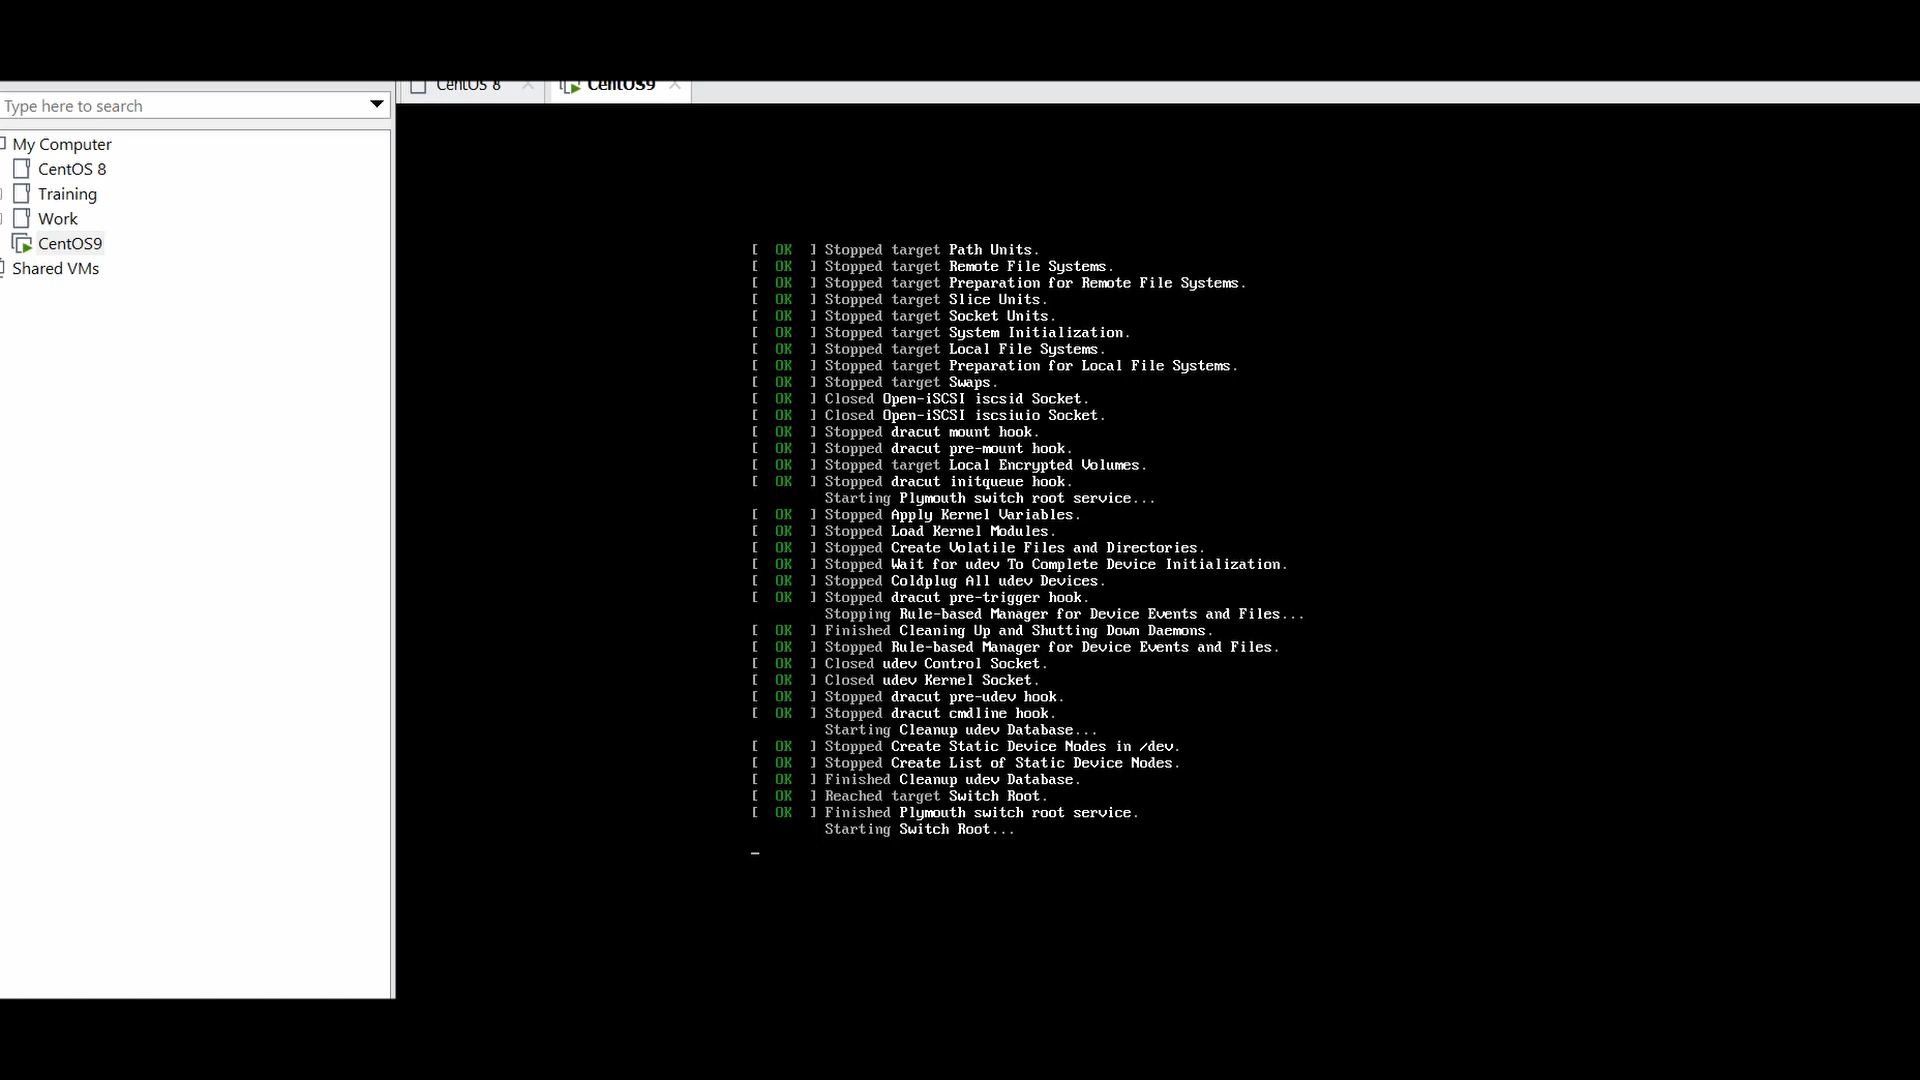 CentOS 8
CentOS9
Type here to search
My Computer
CentOS 8
Training
Work
CentOS9
Shared VMs
[ OK ] Stopped target Path Units.
[ OK ] Stopped target Remote File Systems.
[ OK ] Stopped target Preparation for Remote File Systems.
[ OK ] Stopped target Slice Units.
[ OK ] Stopped target Socket Units.
[ OK ] Stopped target System Initialization.
[ OK ] Stopped target Local File Systems.
[ OK ] Stopped target Preparation for Local File Systems.
[ OK ] Stopped target Swaps.
[ OK ] Closed Open-iSCSI iscsid Socket.
[ OK ] Closed Open-iSCSI iscsiuio Socket.
[ OK ] Stopped dracut mount hook.
[ OK ] Stopped dracut pre-mount hook.
[ OK ] Stopped target Local Encrypted Volumes.
[ OK ] Stopped dracut initqueue hook.
Starting Plymouth switch root service...
[ OK ] Stopped Apply Kernel Variables.
[ OK ] Stopped Load Kernel Modules.
[ OK ] Stopped Create Volatile Files and Directories.
[ OK ] Stopped Wait for udev To Complete Device Initialization.
[ OK ] Stopped Coldplug All udev Devices.
[ OK ] Stopped dracut pre-trigger hook.
Stopping Rule-based Manager for Device Events and Files...
[ OK ] Finished Cleaning Up and Shutting Down Daemons.
[ OK ] Stopped Rule-based Manager for Device Events and Files.
[ OK ] Closed udev Control Socket.
[ OK ] Closed udev Kernel Socket.
[ OK ] Stopped dracut pre-udev hook.
[ OK ] Stopped dracut cmdline hook.
Starting Cleanup udev Database...
[ OK ] Stopped Create Static Device Nodes in /dev.
[ OK ] Stopped Create List of Static Device Nodes.
[ OK ] Finished Cleanup udev Database.
[ OK ] Reached target Switch Root.
[ OK ] Finished Plymouth switch root service.
Starting Switch Root...